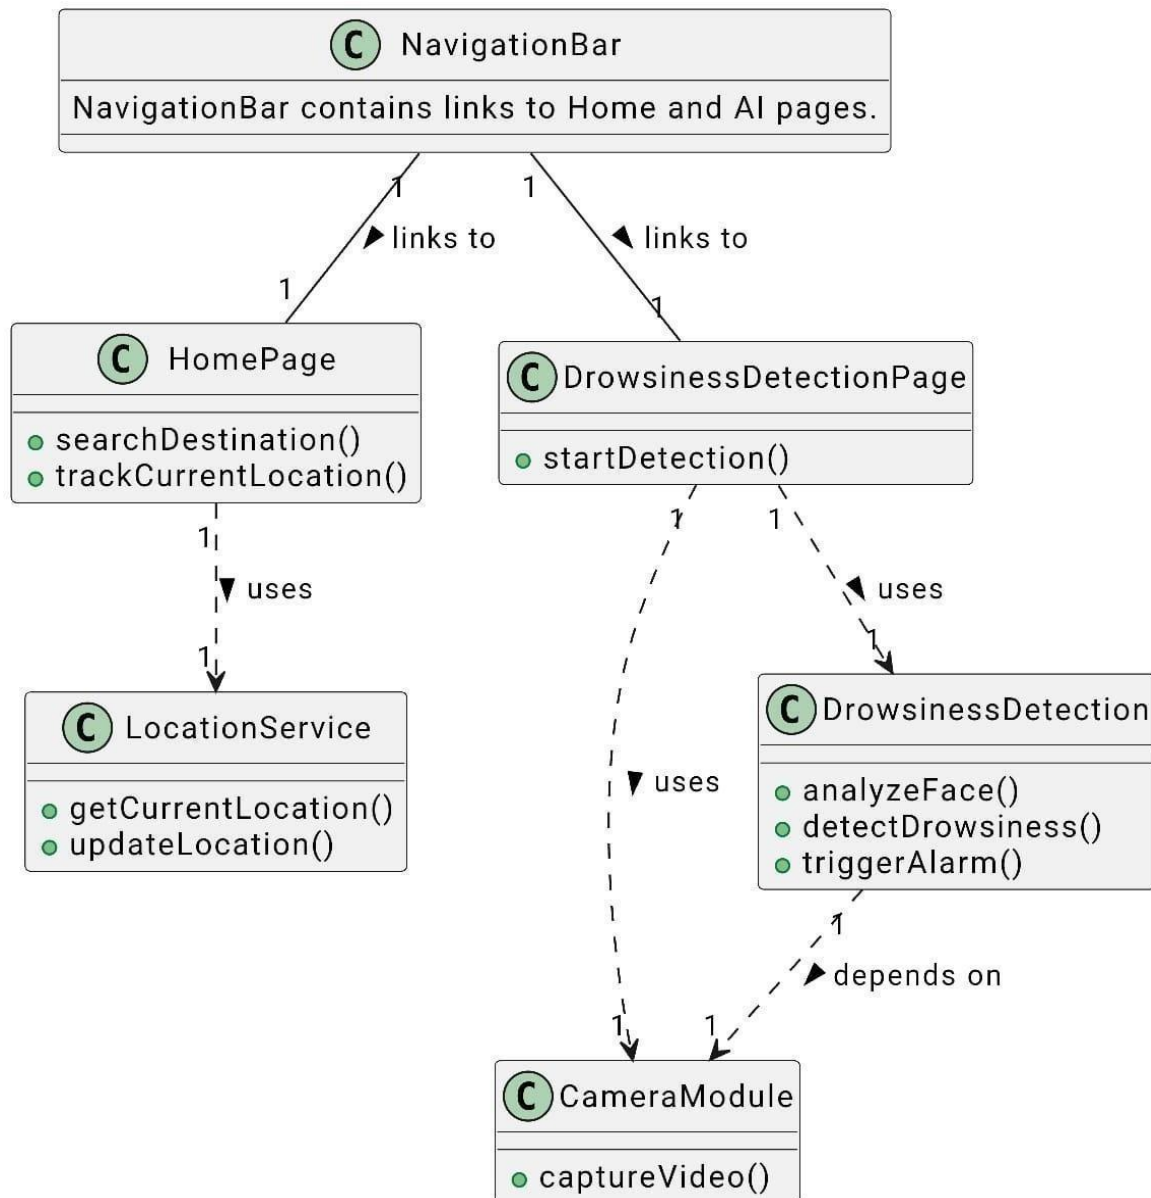 C NavigationBar
NavigationBar contains links to Home and AI pages.
1
1
links to
links to
1
1
C HomePage
searchDestination()
trackCurrentLocation()
C DrowsinessDetectionPage
startDetection()
1
1
1
uses
uses
1
1
C LocationService
getCurrentLocation()
updateLocation()
C DrowsinessDetection
analyzeFace()
detectDrowsiness()
triggerAlarm()
uses
1
depends on
1
1
C CameraModule
captureVideo()